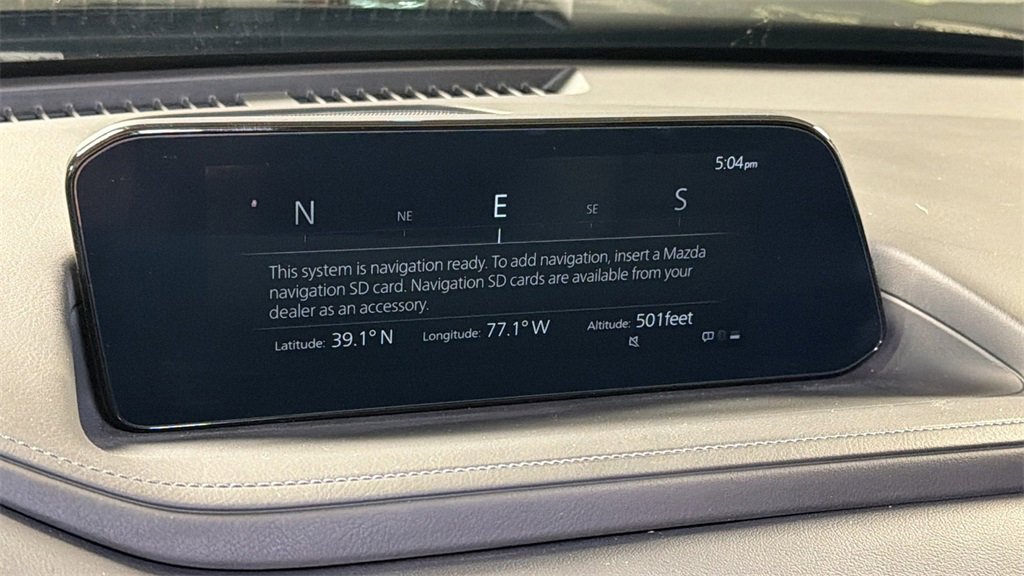 5:04pm
N NE E SE S
This system is navigation ready. To add navigation, insert a Mazda
navigation SD card. Navigation SD cards are available from your
dealer as an accessory.
Latitude: 39.1° N Longitude: 77.1° W Altitude: 501feet